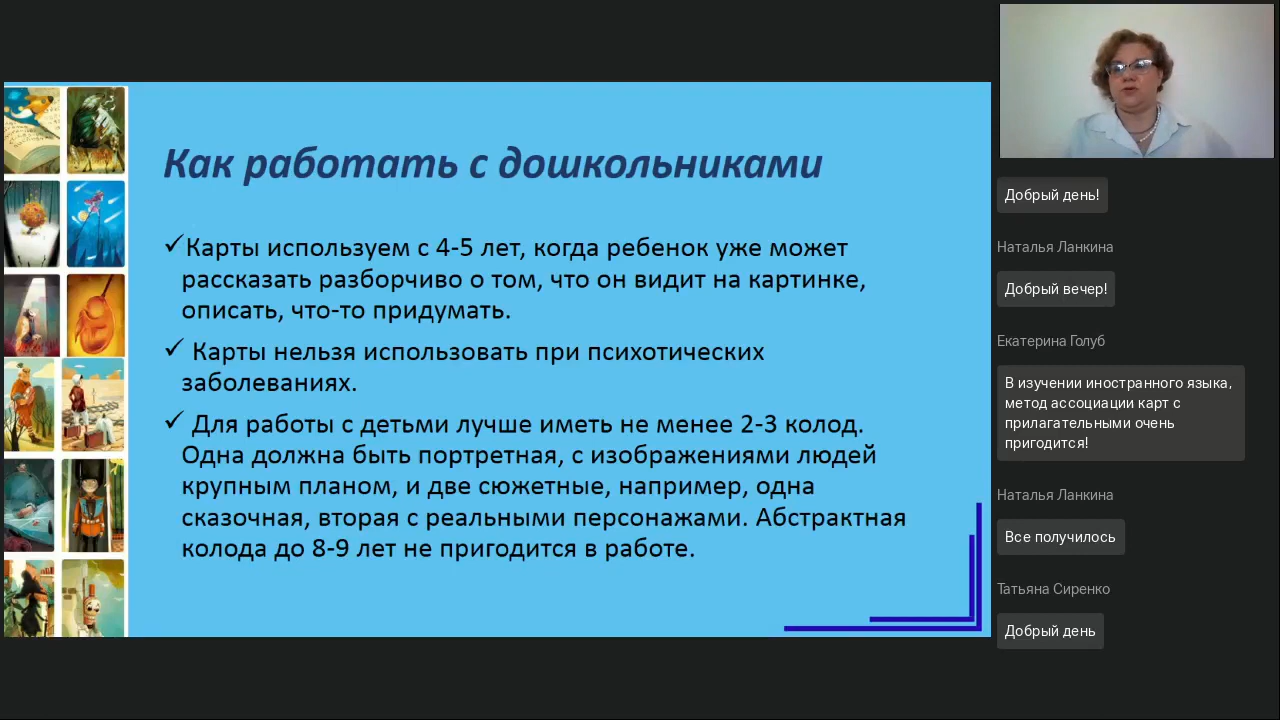 Как работать с дошкольниками
✓Карты используем с 4-5 лет, когда ребенок уже может
рассказать разборчиво о том, что он видит на картинке,
описать, что-то придумать.
✓ Карты нельзя использовать при психотических
заболеваниях.
✓ Для работы с детьми лучше иметь не менее 2-3 колод.
Одна должна быть портретная, с изображениями людей
крупным планом, и две сюжетные, например, одна
сказочная, вторая с реальными персонажами. Абстрактная
колода до 8-9 лет не пригодится в работе.
Добрый день!
Наталья Ланкина
Добрый вечер!
Екатерина Голуб
В изучении иностранного языка,
метод ассоциации карт с
прилагательными очень
пригодится!
Наталья Ланкина
Все получилось
Татьяна Сиренко
Добрый день